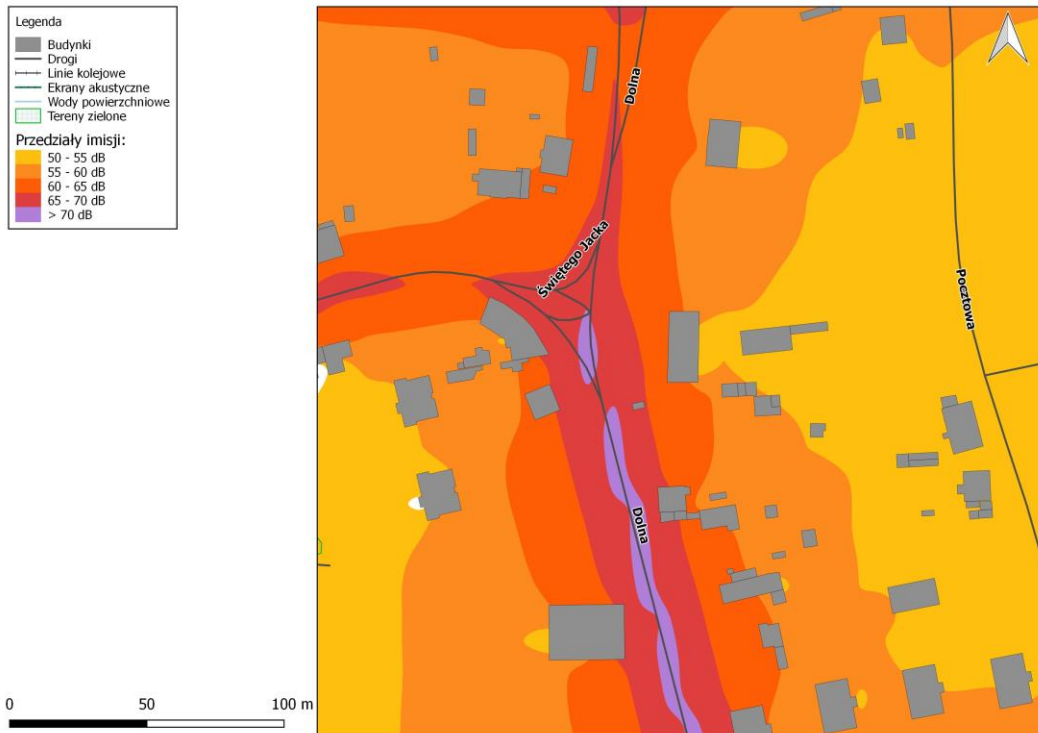 Legenda
Budynki
Drogi
Linie kolejowe
Ekrany akustyczne
Wody powierzchniowe
Tereny zielone
Przedziały imisji:
50 - 55 dB
55 - 60 dB
60 - 65 dB
65 - 70 dB
> 70 dB
Dolna
Świętego Jacka
Pocztowa
Dolna
0 50 100 m